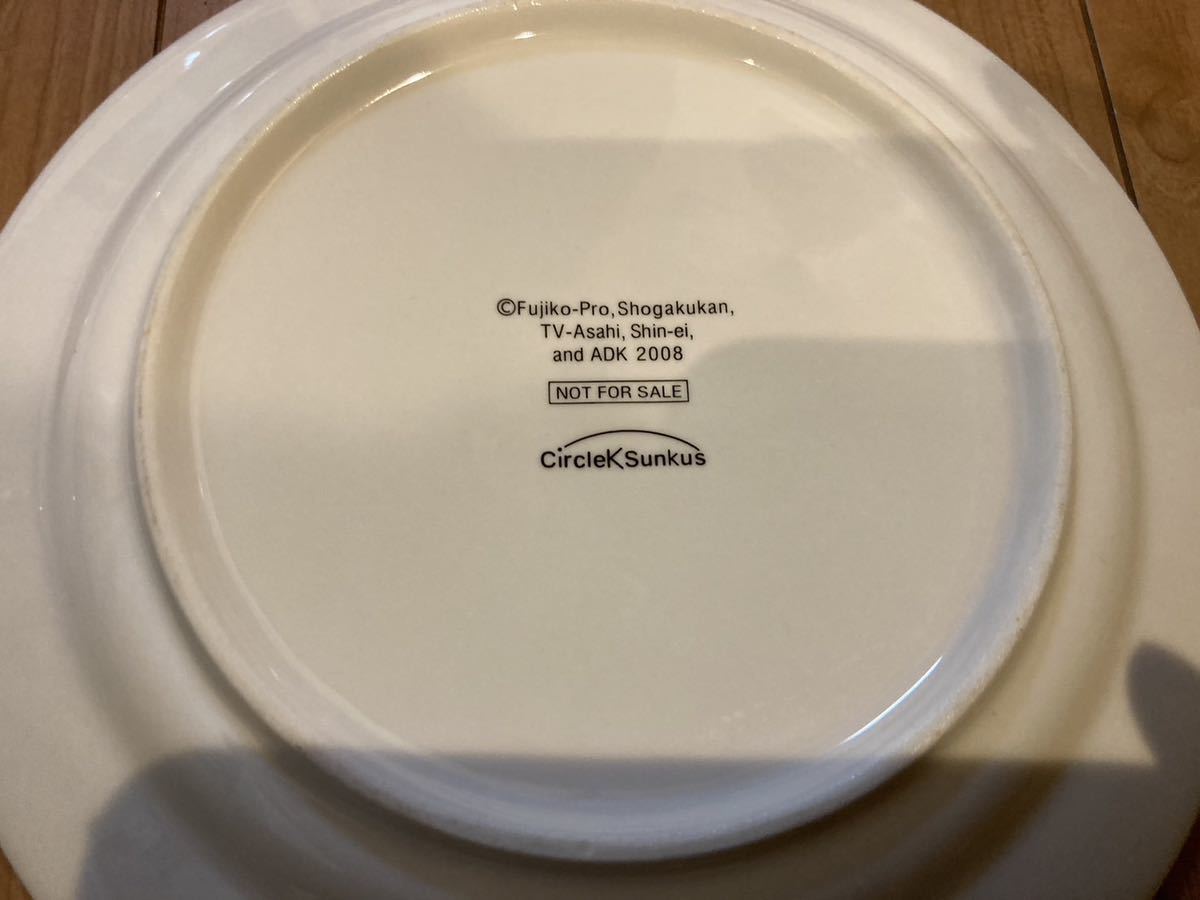 ©Fujiko-Pro, Shogakukan,
TV-Asahi, Shin-ei,
and ADK 2008
NOT FOR SALE
CircleKSunkus